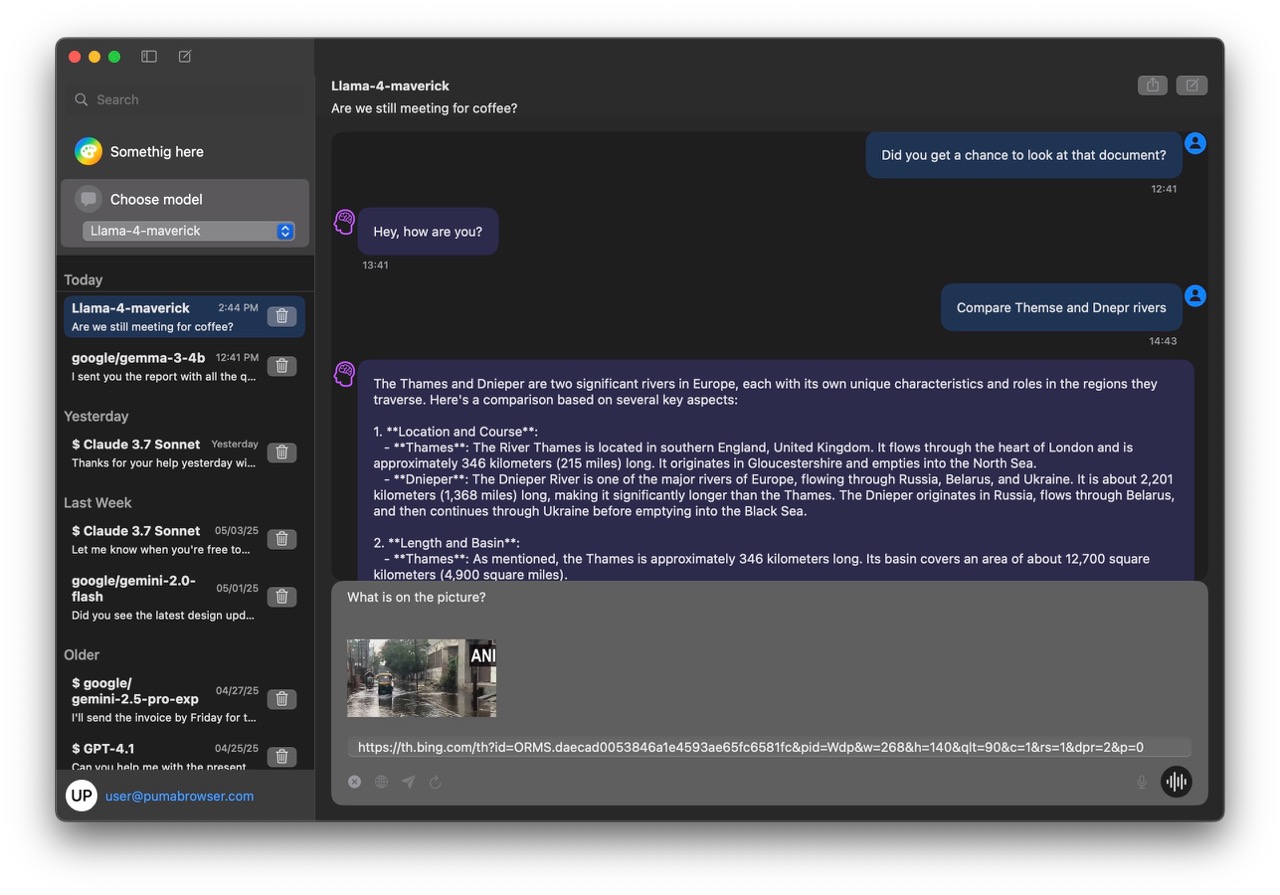 Search
Somethig here
Choose model
Llama-4-maverick
Today
Llama-4-maverick
2:44 PM
Are we still meeting for coffee?
google/gemma-3-4b
12:41 PM
I sent you the report with all the q...
Yesterday
$ Claude 3.7 Sonnet
Yesterday
Thanks for your help yesterday wi...
Last Week
$ Claude 3.7 Sonnet
05/03/25
Let me know when you're free to...
google/gemini-2.0-
flash
05/01/25
Did you see the latest design upd...
Older
$ google/
gemini-2.5-pro-exp
04/27/25
I'll send the invoice by Friday for t...
$ GPT-4.1
04/25/25
Can you help me with the present
UP
user@pumabrowser.com
Llama-4-maverick
Are we still meeting for coffee?
Did you get a chance to look at that document?
12:41
Hey, how are you?
13:41
Compare Themse and Dnepr rivers
14:43
The Thames and Dnieper are two significant rivers in Europe, each with its own unique characteristics and roles in the regions they
traverse. Here's a comparison based on several key aspects:
1. **Location and Course**:
- **Thames**: The River Thames is located in southern England, United Kingdom. It flows through the heart of London and is
approximately 346 kilometers (215 miles) long. It originates in Gloucestershire and empties into the North Sea.
- **Dnieper**: The Dnieper River is one of the major rivers of Europe, flowing through Russia, Belarus, and Ukraine. It is about 2,201
kilometers (1,368 miles) long, making it significantly longer than the Thames. The Dnieper originates in Russia, flows through Belarus,
and then continues through Ukraine before emptying into the Black Sea.
2. **Length and Basin**:
- **Thames**: As mentioned, the Thames is approximately 346 kilometers long. Its basin covers an area of about 12,700 square
kilometers (4,900 square miles).
What is on the picture?
ANI
https://th.bing.com/th?id=ORMS.daecad0053846a1e4593ae65fc6581fc&pid=Wdp&w=268&h=140&qlt=90&c=1&rs=1&dpr=2&p=0